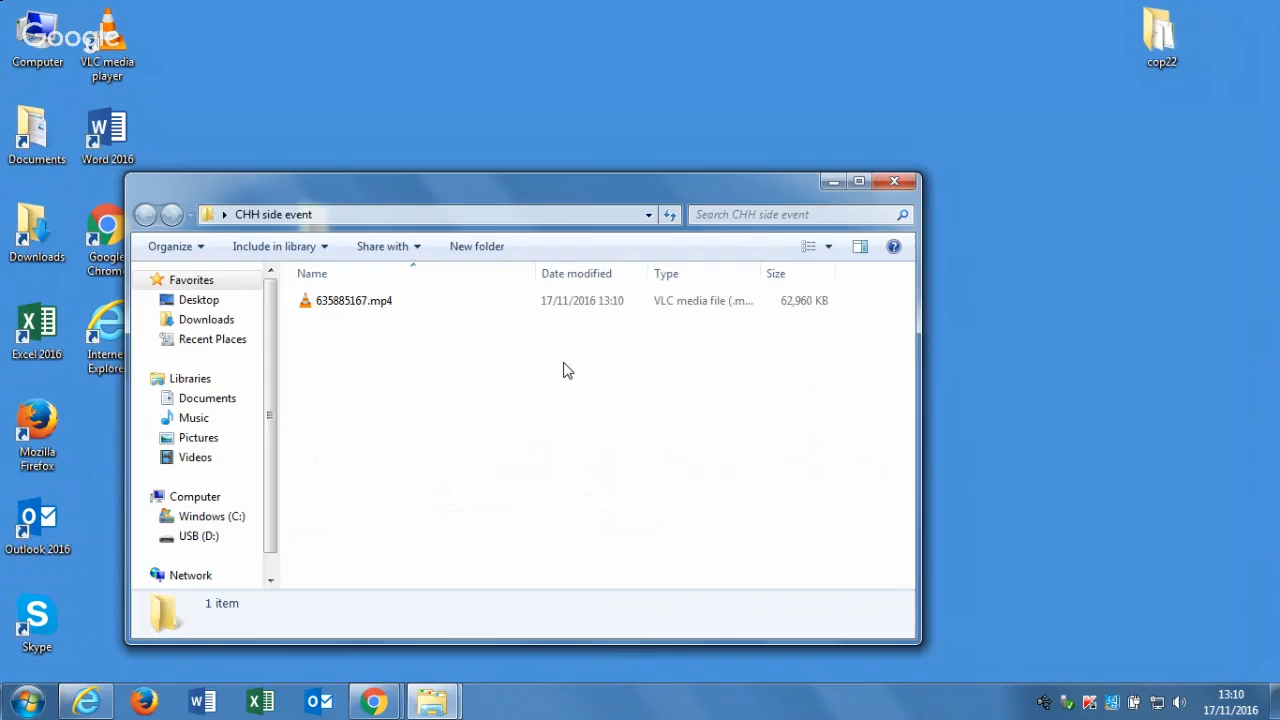 Google
Computer
VLC media
player
cop22
Documents
Word 2016
Downloads
Google
Chrom
Excel 2016
Interne
Explore
Mozilla
Firefox
Outlook 2016
Skype
CHH side event
Search CHH side event
Organize
Include in library
Share with
New folder
Name
Date modified
Type
Size
635885167.mp4
17/11/2016 13:10
VLC media file (.m...
62,960 KB
Favorites
Desktop
Downloads
Recent Places
Libraries
Documents
Music
Pictures
Videos
Computer
Windows (C:)
USB (D:)
Network
1 item
13:10
17/11/2016